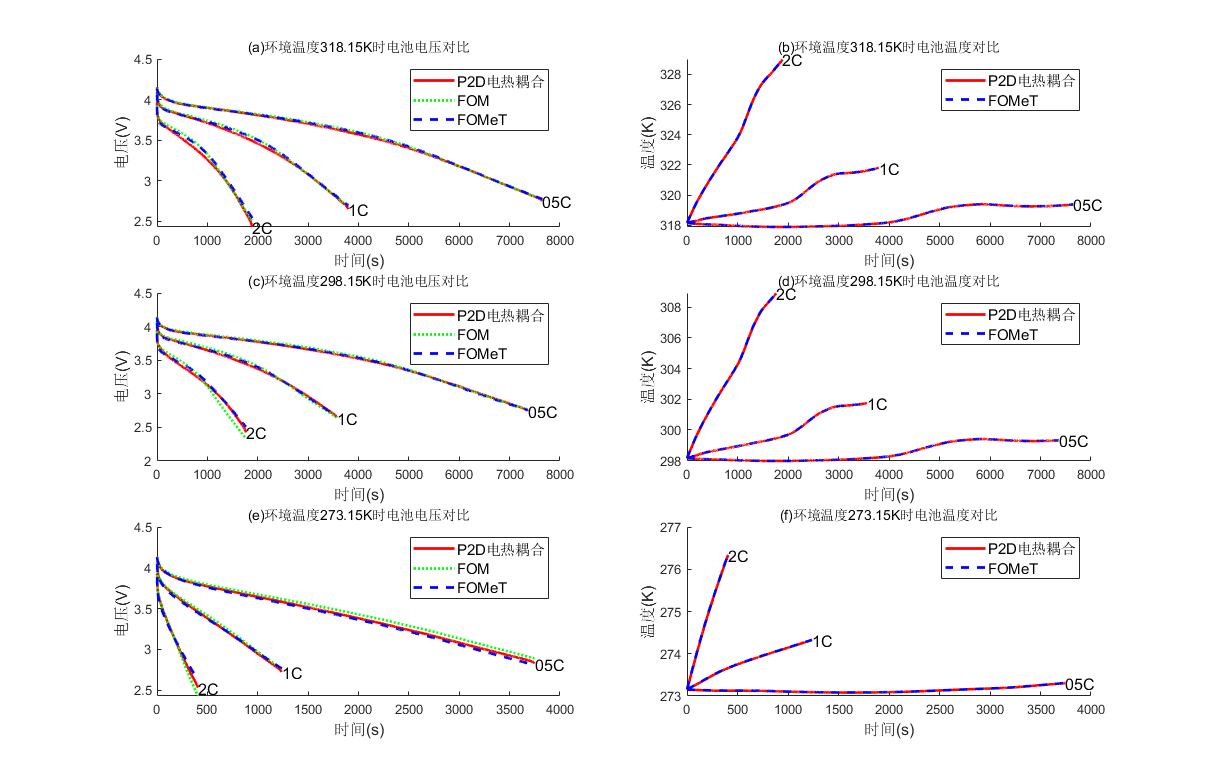 (a)环境温度318.15K时电池电压对比
电压(V)
4.5
4
3.5
3
2.5
P2D电热耦合
FOM
FOMeT
2C
1C
05C
0 1000 2000 3000 4000 5000 6000 7000 8000
时间(s)
(b)环境温度318.15K时电池温度对比
温度(K)
328
326
324
322
320
318
P2D电热耦合
FOMeT
2C
1C
05C
0 1000 2000 3000 4000 5000 6000 7000 8000
时间(s)
(c)环境温度298.15K时电池电压对比
电压(V)
4.5
4
3.5
3
2.5
2
P2D电热耦合
FOM
FOMeT
2C
1C
05C
0 1000 2000 3000 4000 5000 6000 7000 8000
时间(s)
(d)环境温度298.15K时电池温度对比
温度(K)
308
306
304
302
300
298
P2D电热耦合
FOMeT
2C
1C
05C
0 1000 2000 3000 4000 5000 6000 7000 8000
时间(s)
(e)环境温度273.15K时电池电压对比
电压(V)
4.5
4
3.5
3
2.5
P2D电热耦合
FOM
FOMeT
2C
1C
05C
0 500 1000 1500 2000 2500 3000 3500 4000
时间(s)
(f)环境温度273.15K时电池温度对比
温度(K)
277
276
275
274
273
P2D电热耦合
FOMeT
2C
1C
05C
0 500 1000 1500 2000 2500 3000 3500 4000
时间(s)